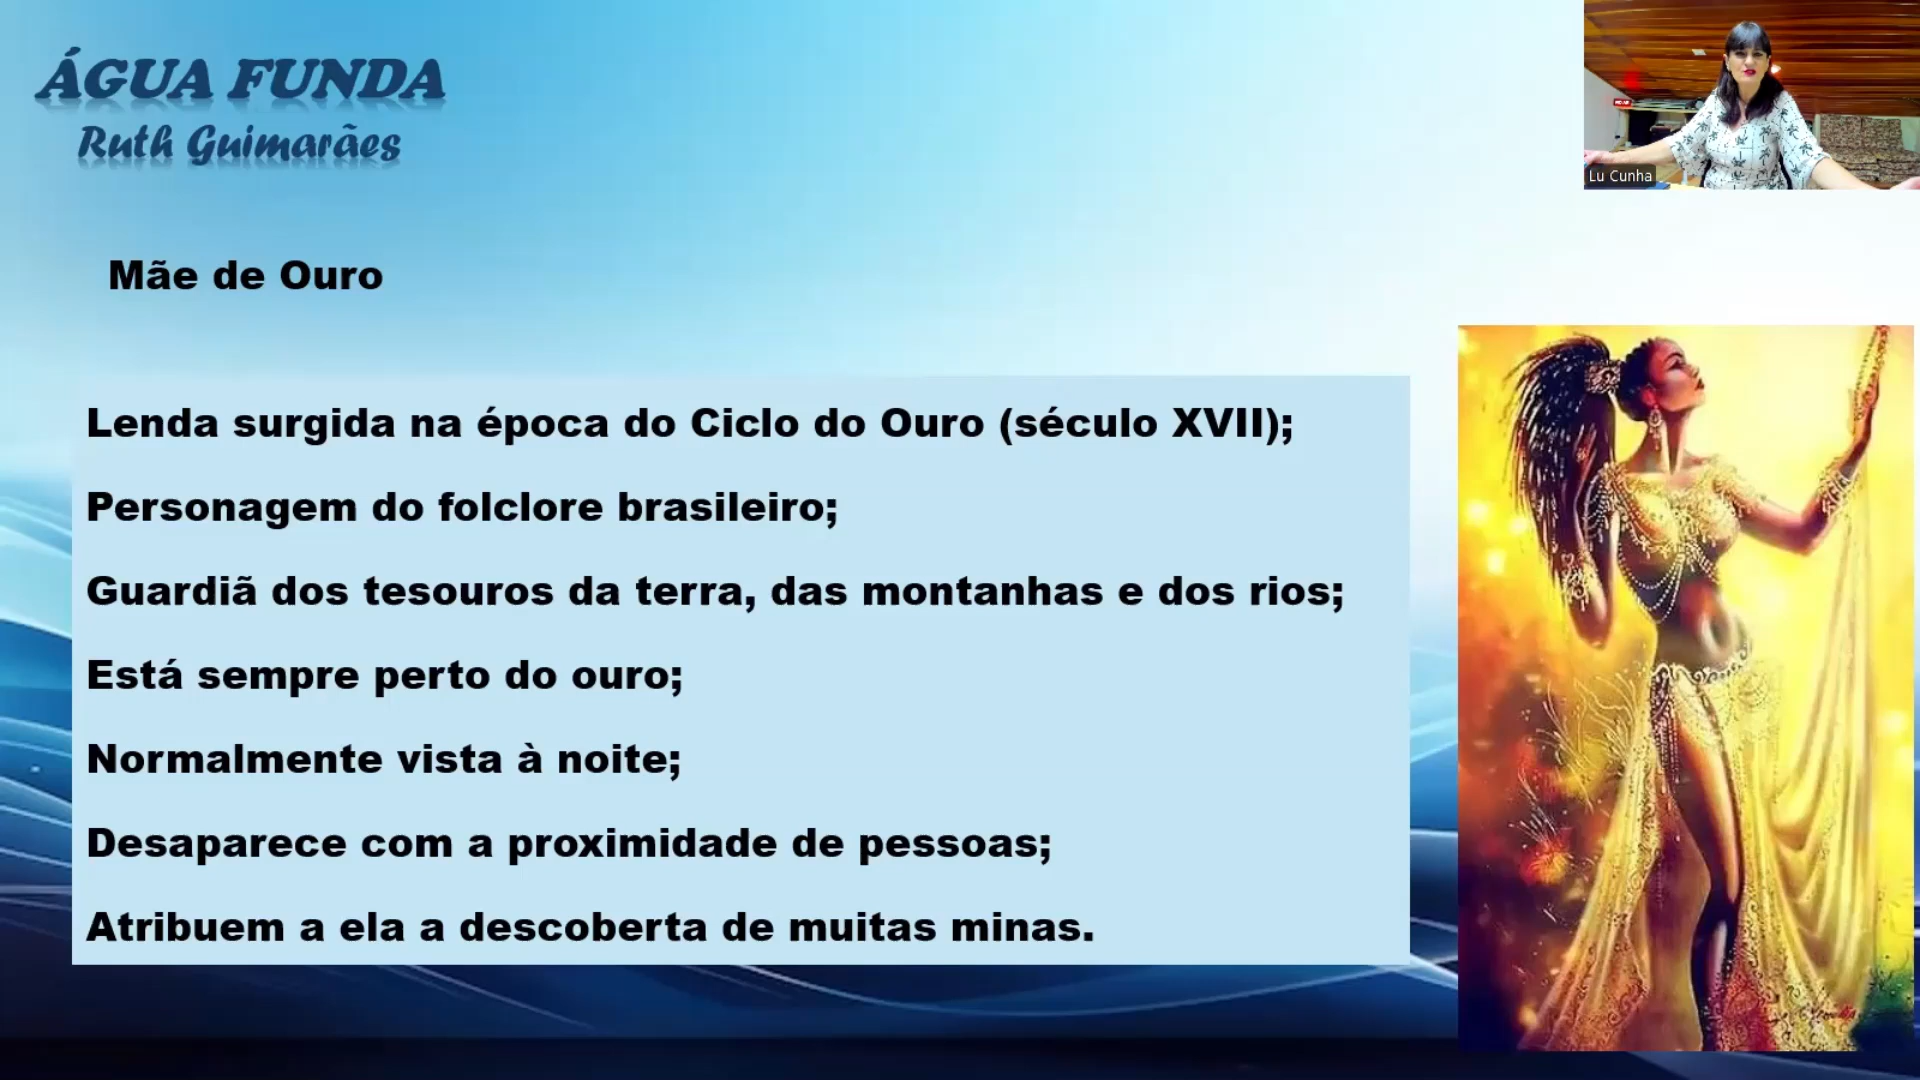 ÁGUA FUNDA
Ruth Guimarães
Lu Cunha
Mãe de Ouro
Lenda surgida na época do Ciclo do Ouro (século XVII);
Personagem do folclore brasileiro;
Guardiã dos tesouros da terra, das montanhas e dos rios;
Está sempre perto do ouro;
Normalmente vista à noite;
Desaparece com a proximidade de pessoas;
Atribuem a ela a descoberta de muitas minas.